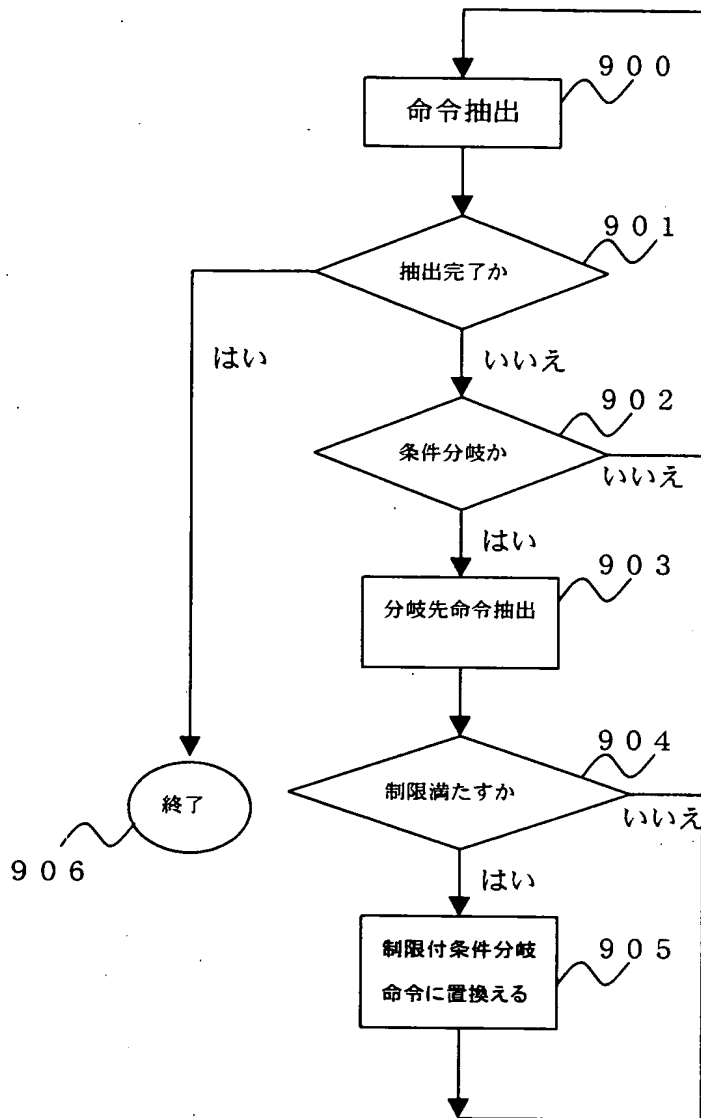 ９００
命令抽出
９０１
抽出完了か
はい
いいえ
９０２
条件分岐か
いいえ
はい
９０３
分岐先命令抽出
９０４
制限満たすか
いいえ
終了
９０６
はい
制限付条件分岐
命令に置換える
９０５